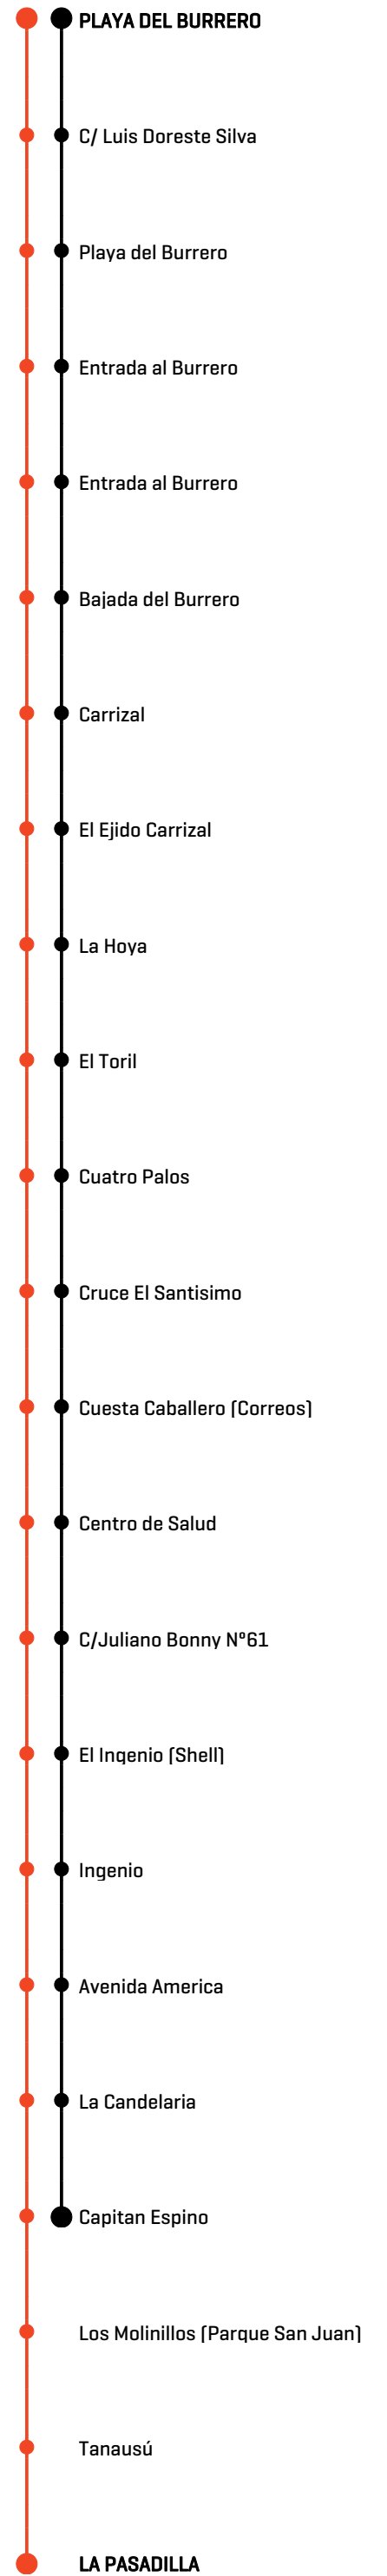 PLAYA DEL BURRERO
C/ Luis Doreste Silva
Playa del Burrero
Entrada al Burrero
Entrada al Burrero
Bajada del Burrero
Carrizal
El Ejido Carrizal
La Hoya
El Toril
Cuatro Palos
Cruce El Santisimo
Cuesta Caballero (Correos)
Centro de Salud
C/Juliano Bonny Nº61
El Ingenio (Shell)
Ingenio
Avenida America
La Candelaria
Capitan Espino
Los Molinillos (Parque San Juan)
Tanausú
LA PASADILLA